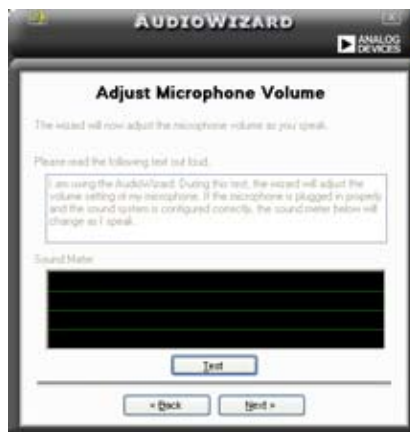 AUDIOWIZARD
ANALOG
DEVICES
Adjust Microphone Volume
The wizard will now adjust the microphone volume as you speak.
Please read the following text out loud.
I am using the AudioWizard. During this test, the wizard will adjust the
volume setting of my microphone. If the microphone is plugged in properly
and the sound system is configured correctly, the sound meter below will
change as I speak.
Sound Meter
Test
< Back
Next >